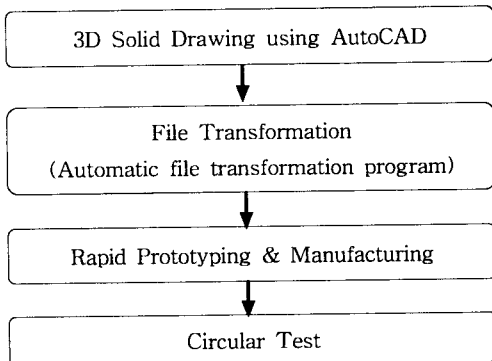 3D Solid Drawing using AutoCAD
File Transformation
(Automatic file transformation program)
Rapid Prototyping & Manufacturing
Circular Test